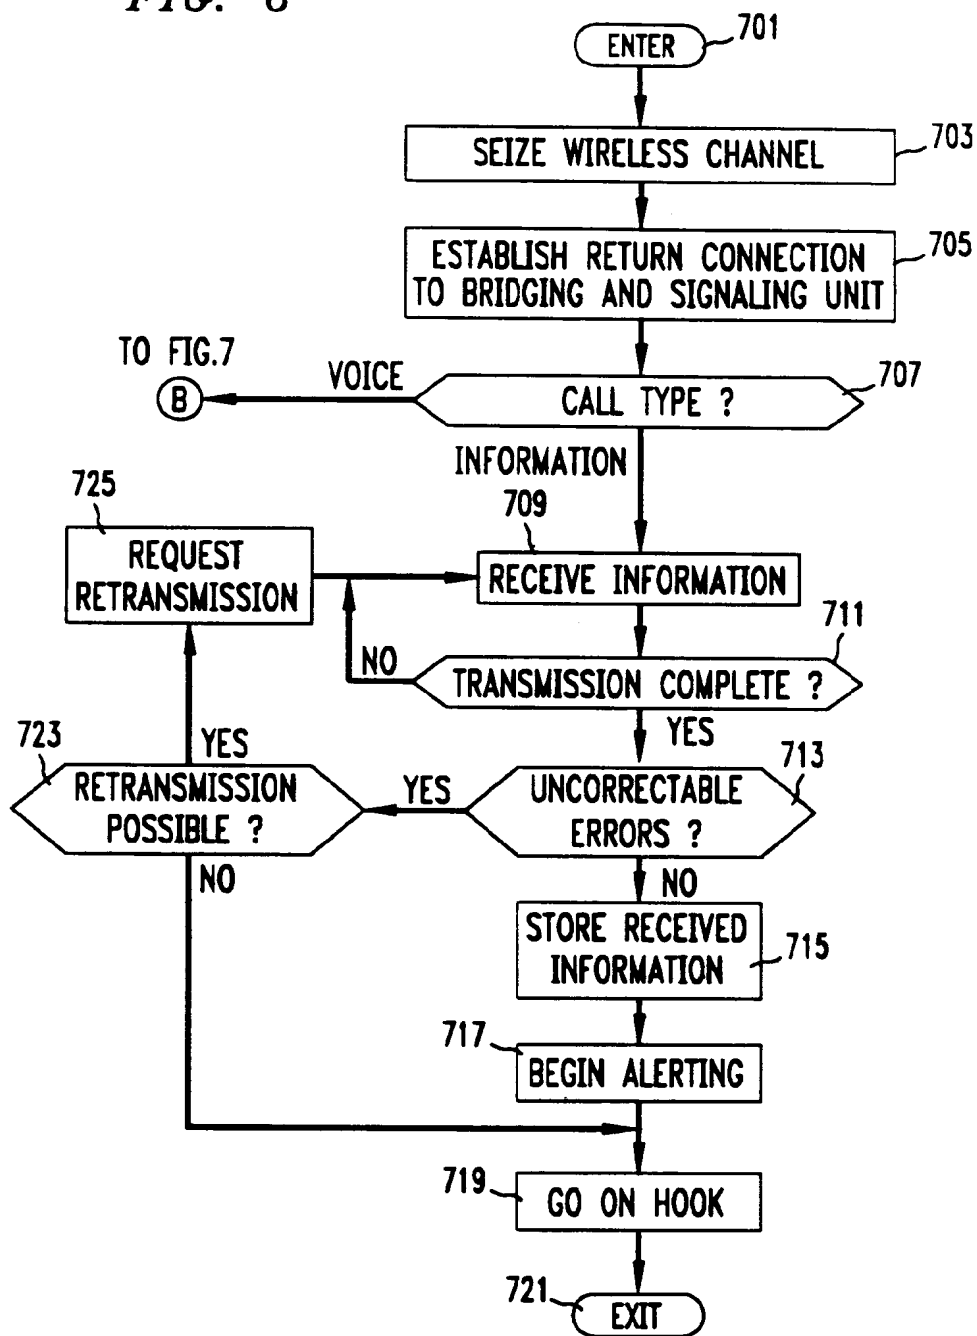 FIG. 8
ENTER
701
SEIZE WIRELESS CHANNEL
703
ESTABLISH RETURN CONNECTION
TO BRIDGING AND SIGNALING UNIT
705
TO FIG.7
B
VOICE
CALL TYPE ?
707
INFORMATION
725
REQUEST
RETRANSMISSION
709
RECEIVE INFORMATION
711
NO
TRANSMISSION COMPLETE ?
YES
723
YES
RETRANSMISSION
POSSIBLE ?
NO
YES
UNCORRECTABLE
ERRORS ?
713
NO
STORE RECEIVED
INFORMATION
715
717
BEGIN ALERTING
719
GO ON HOOK
721
EXIT